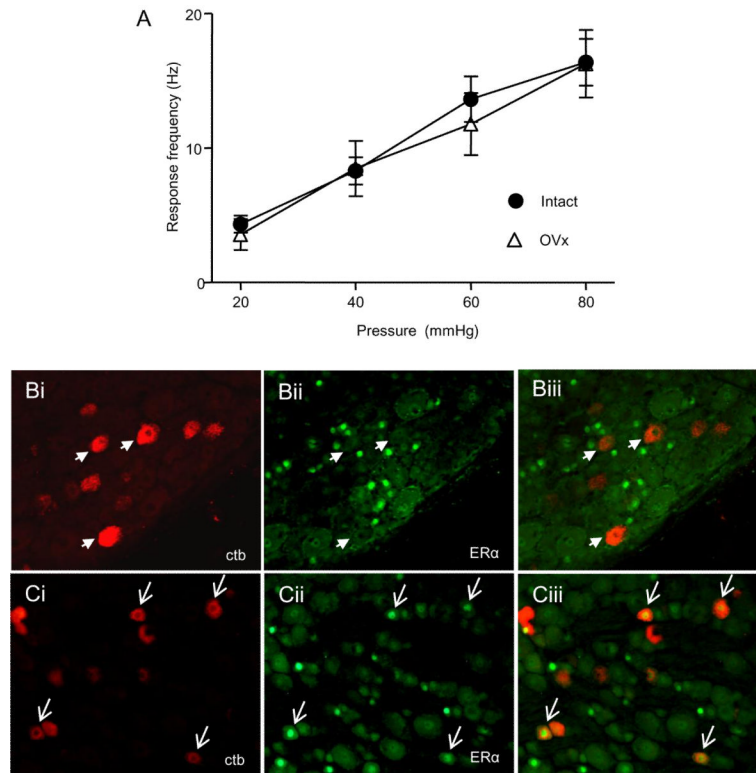 A
Response frequency (Hz)
20
10
0
Intact
OVx
20 40 60 80
Pressure (mmHg)
Bi
ctb
Bii
ERα
Biii
Ci
ctb
Cii
ERα
Ciii